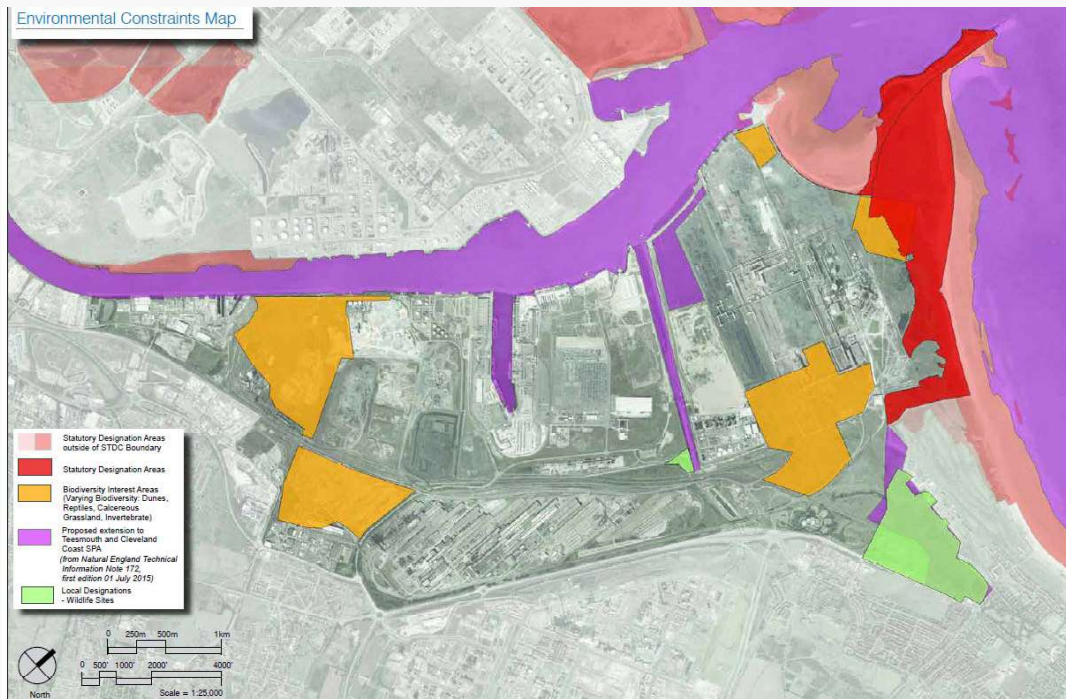 Environmental Constraints Map
Statutory Designation Areas
outside of STDC Boundary
Statutory Designation Areas
Biodiversity Interest Areas
(Varying Biodiversity: Dunes,
Reptiles, Calcereous
Grassland, Invertebrate)
Proposed extension to
Teesmouth and Cleveland
Coast SPA
(from Natural England Technical
Information Note 172,
first edition 01 July 2015)
Local Designations
- Wildlife Sites
0 250m 500m 1km
0 500' 1000' 2000' 4000'
North
Scale = 1:25,000